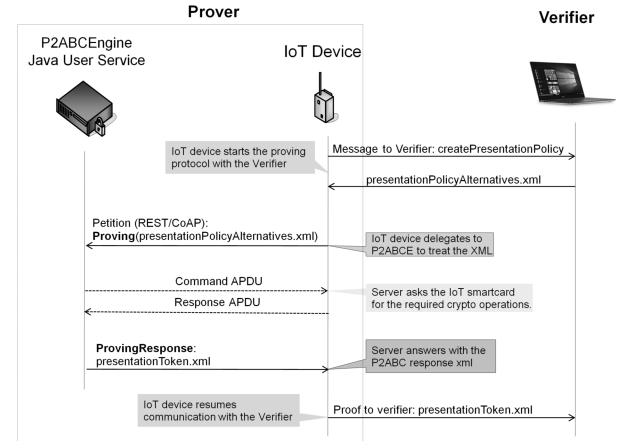 Prover
Verifier
P2ABCEngine
Java User Service
IoT Device
IoT device starts the proving
protocol with the Verifier
Message to Verifier: createPresentationPolicy
presentationPolicyAlternatives.xml
Petition (REST/CoAP):
Proving(presentationPolicyAlternatives.xml)
IoT device delegates to
P2ABCE to treat the XML
Command APDU
Response APDU
Server asks the IoT smartcard
for the required crypto operations.
ProvingResponse:
presentationToken.xml
Server answers with the
P2ABC response xml
IoT device resumes
communication with the Verifier
Proof to verifier: presentationToken.xml